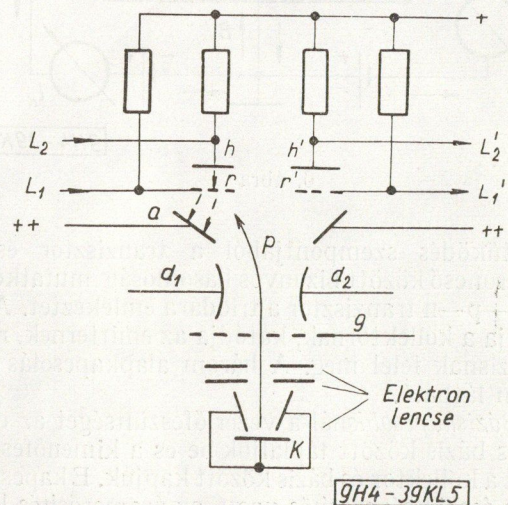 +
L₂ h h' L₂'
L₁ r r' L₁'
++ a ++
p
d₁ d₂
g
Elektron
lencse
K
9H4-39KL5